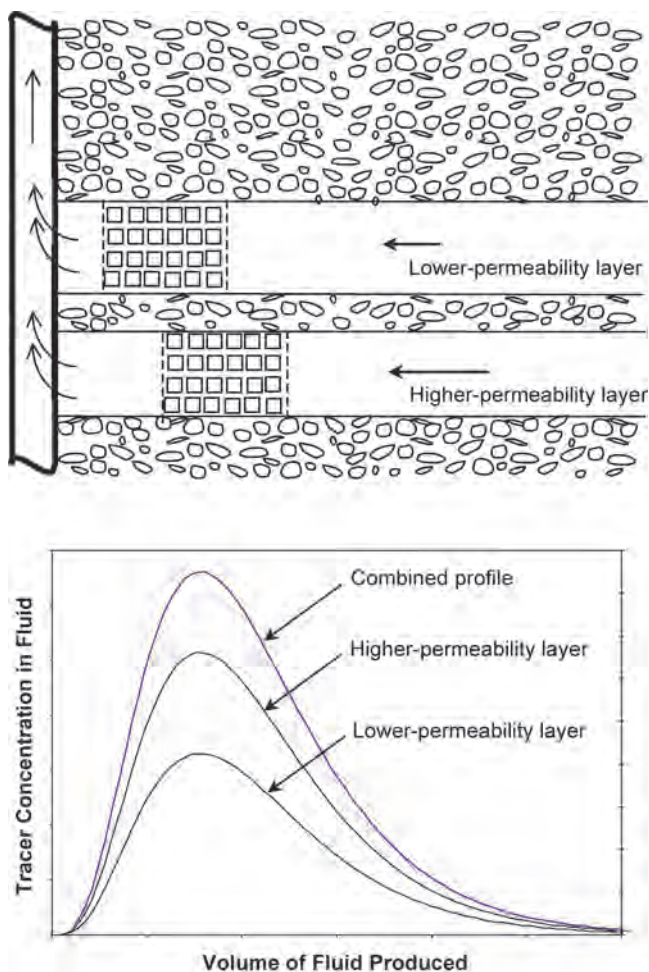 Lower-permeability layer
Higher-permeability layer
Combined profile
Higher-permeability layer
Lower-permeability layer
Tracer Concentration in Fluid
Volume of Fluid Produced